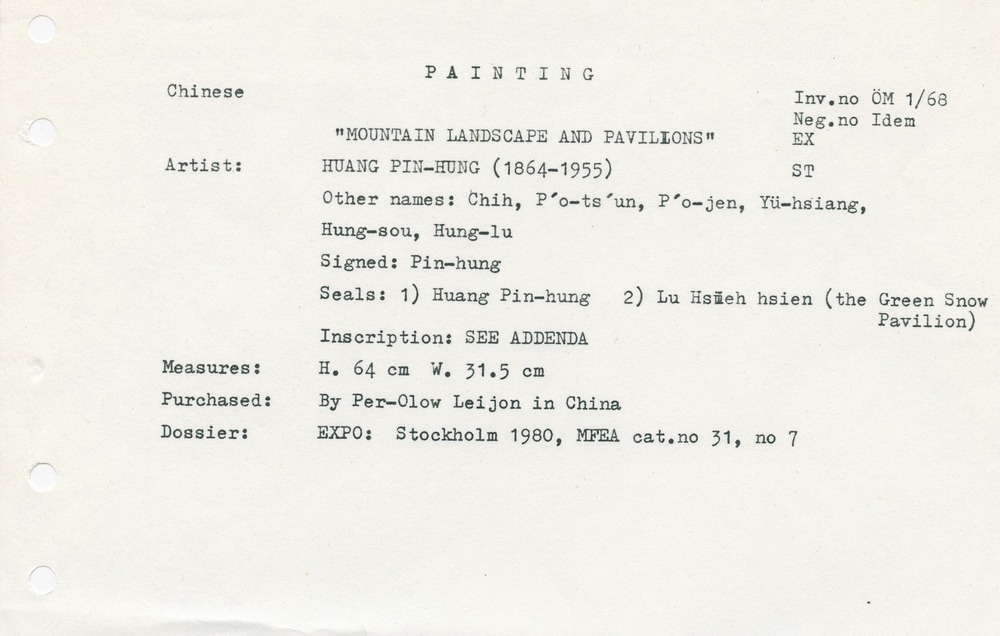 P A I N T I N G
Chinese
Inv.no ÖM 1/68
Neg.no Idem
"MOUNTAIN LANDSCAPE AND PAVILLONS"
EX
Artist: HUANG PIN-HUNG (1864-1955)
ST
Other names: Chih, P´o-ts´un, P´o-jen, Yü-hsiang,
Hung-sou, Hung-lu
Signed: Pin-hung
Seals: 1) Huang Pin-hung 2) Lu Hsüeh hsien (the Green Snow
Pavilion)
Inscription: SEE ADDENDA
Measures: H. 64 cm W. 31.5 cm
Purchased: By Per-Olow Leijon in China
Dossier: EXPO: Stockholm 1980, MFEA cat.no 31, no 7